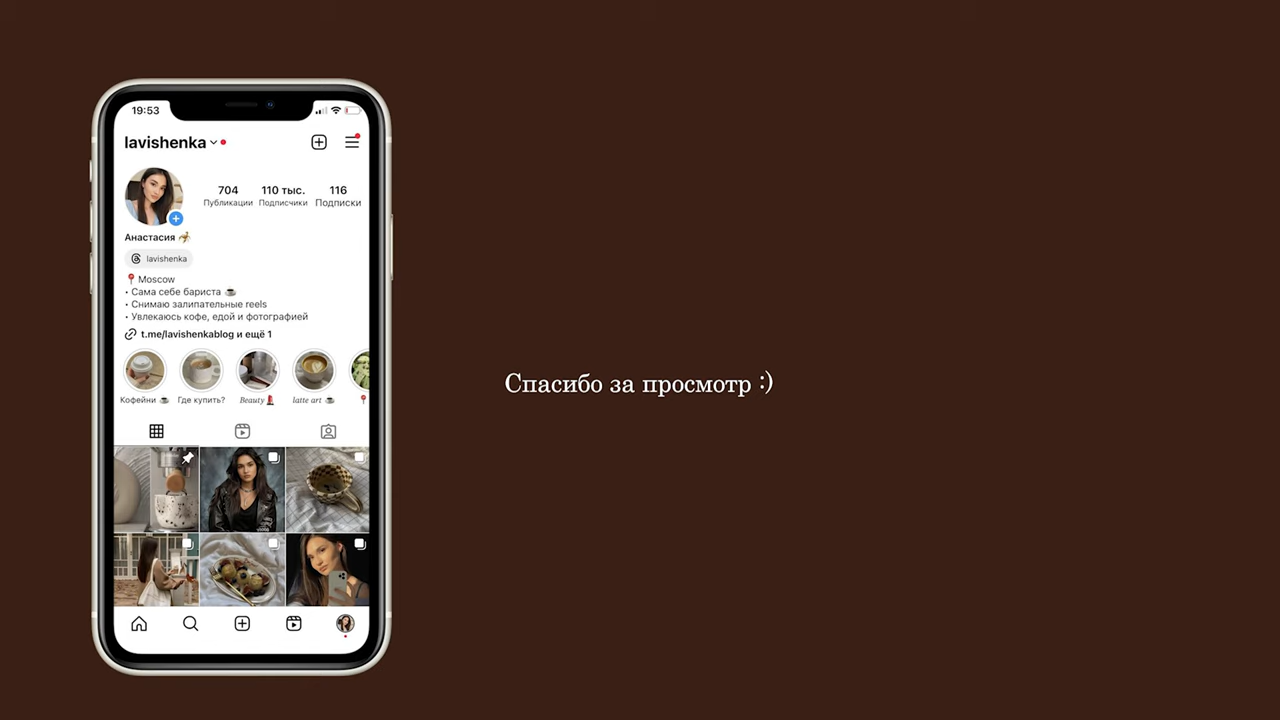 19:53
lavishenka
704 110 тыс. 116
Публикации Подписчики Подписки
Анастасия
lavishenka
Moscow
• Сама себе бариста
• Снимаю залипательные reels
• Увлекаюсь кофе, едой и фотографией
t.me/lavishenkablog и ещё 1
Кофейни Где купить? Beauty latte art
Спасибо за просмотр :)